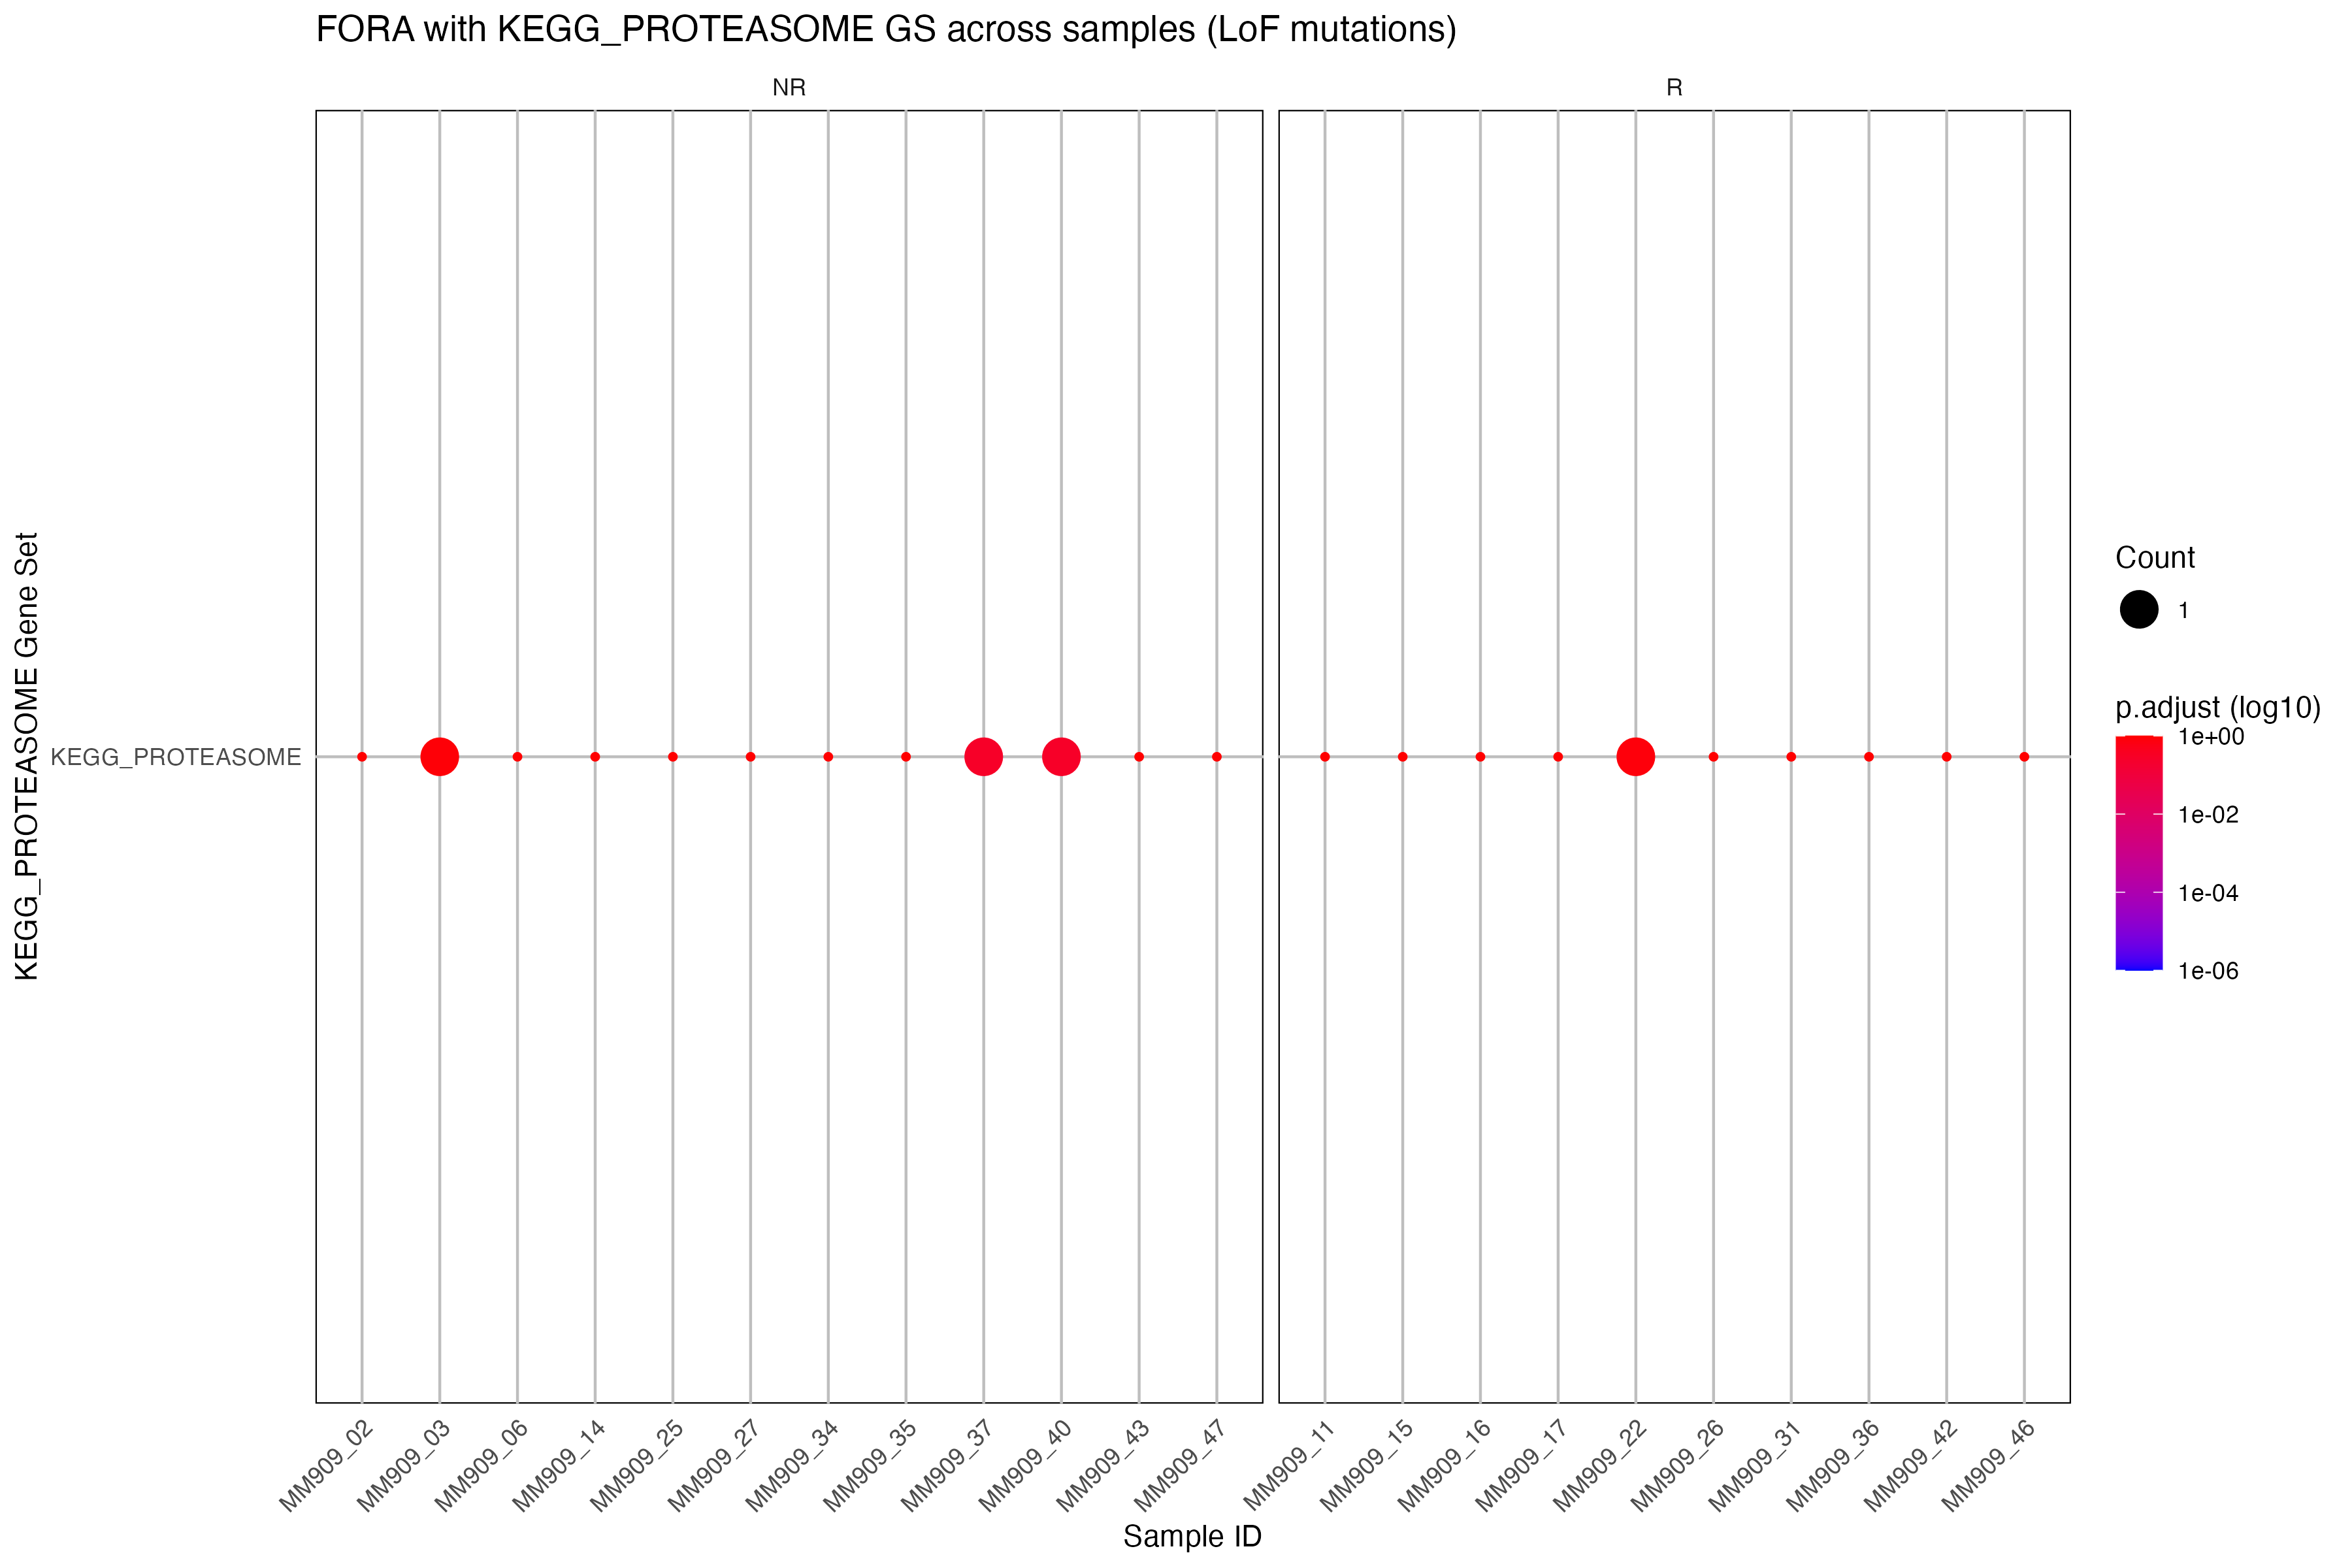 FORA with KEGG_PROTEASOME GS across samples (LoF mutations)
NR
R
KEGG_PROTEASOME Gene Set
KEGG_PROTEASOME
MM909_02
MM909_03
MM909_06
MM909_14
MM909_25
MM909_27
MM909_34
MM909_35
MM909_37
MM909_40
MM909_43
MM909_47
MM909_11
MM909_15
MM909_16
MM909_17
MM909_22
MM909_26
MM909_31
MM909_36
MM909_42
MM909_46
Sample ID
Count
1
p.adjust (log10)
1e+00
1e-02
1e-04
1e-06